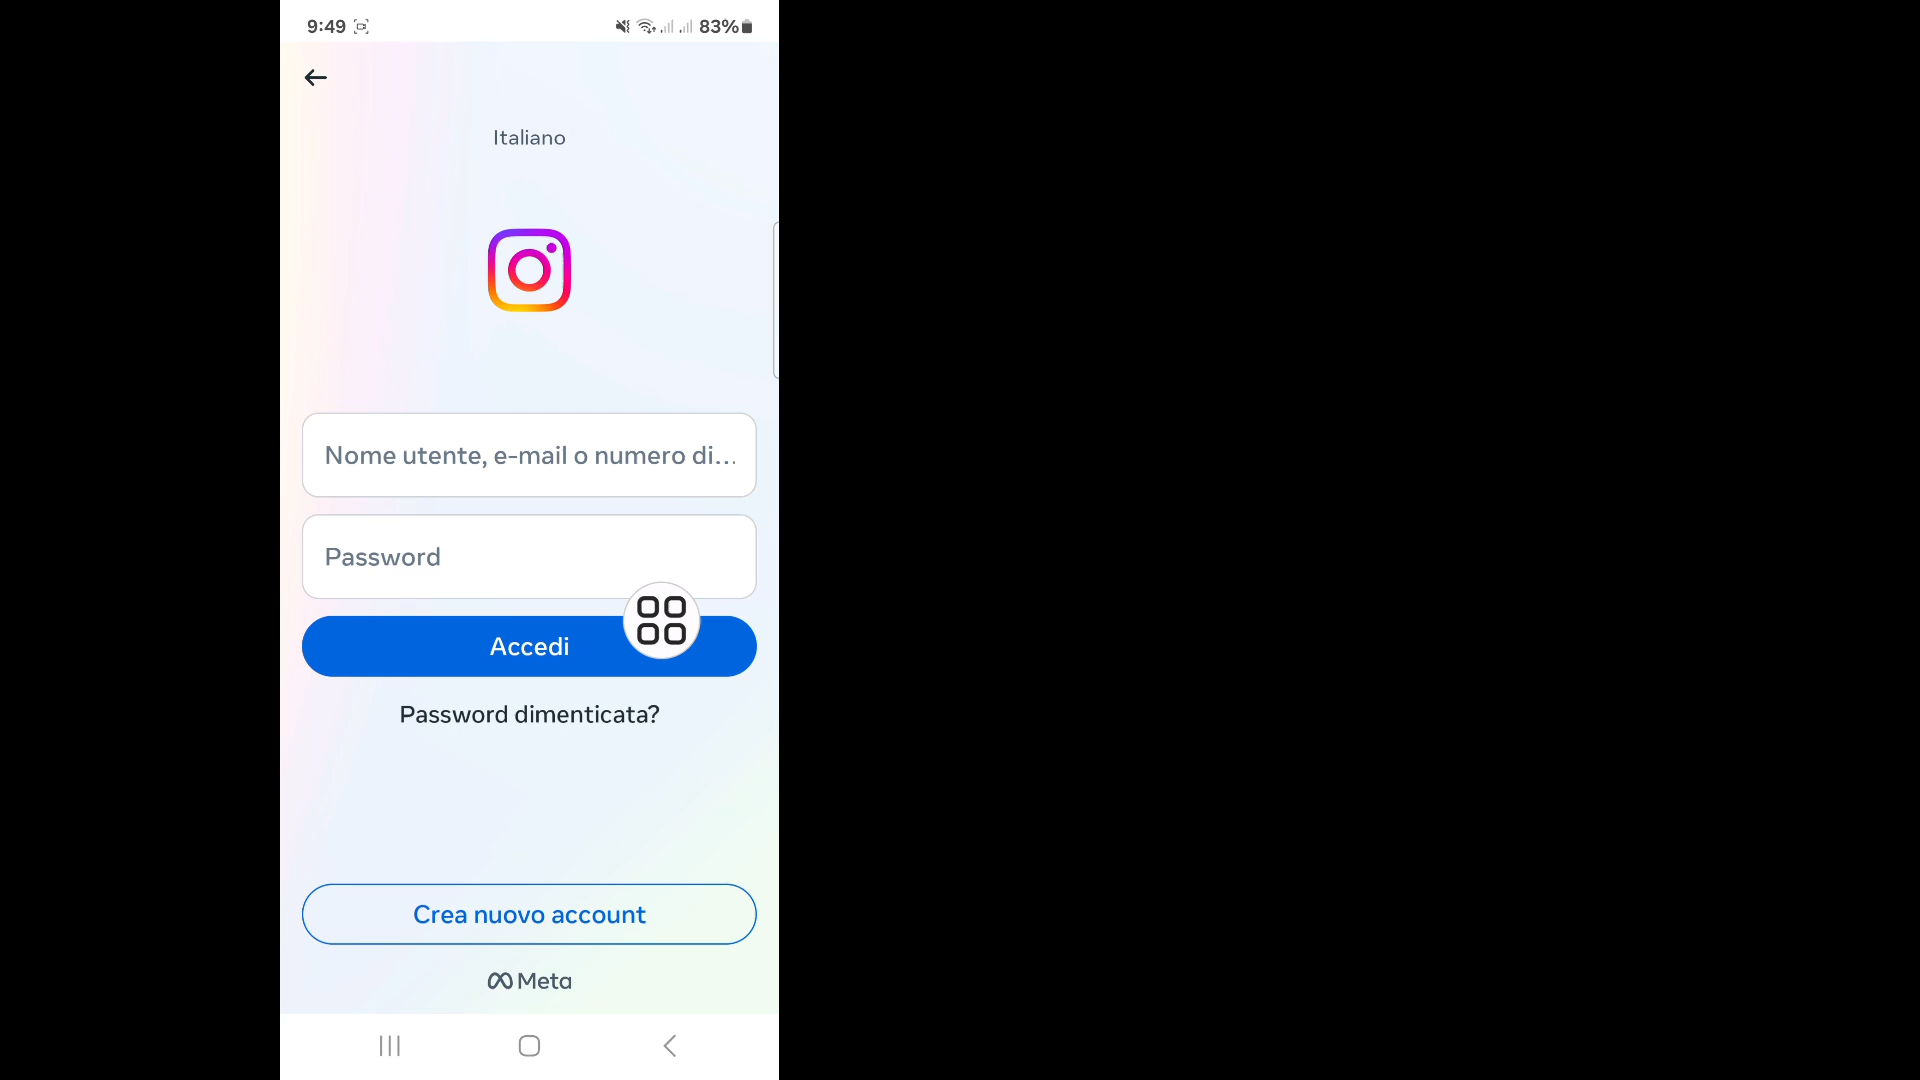 9:49
83%
Italiano
Nome utente, e-mail o numero di...
Password
Accedi
Password dimenticata?
Crea nuovo account
Meta